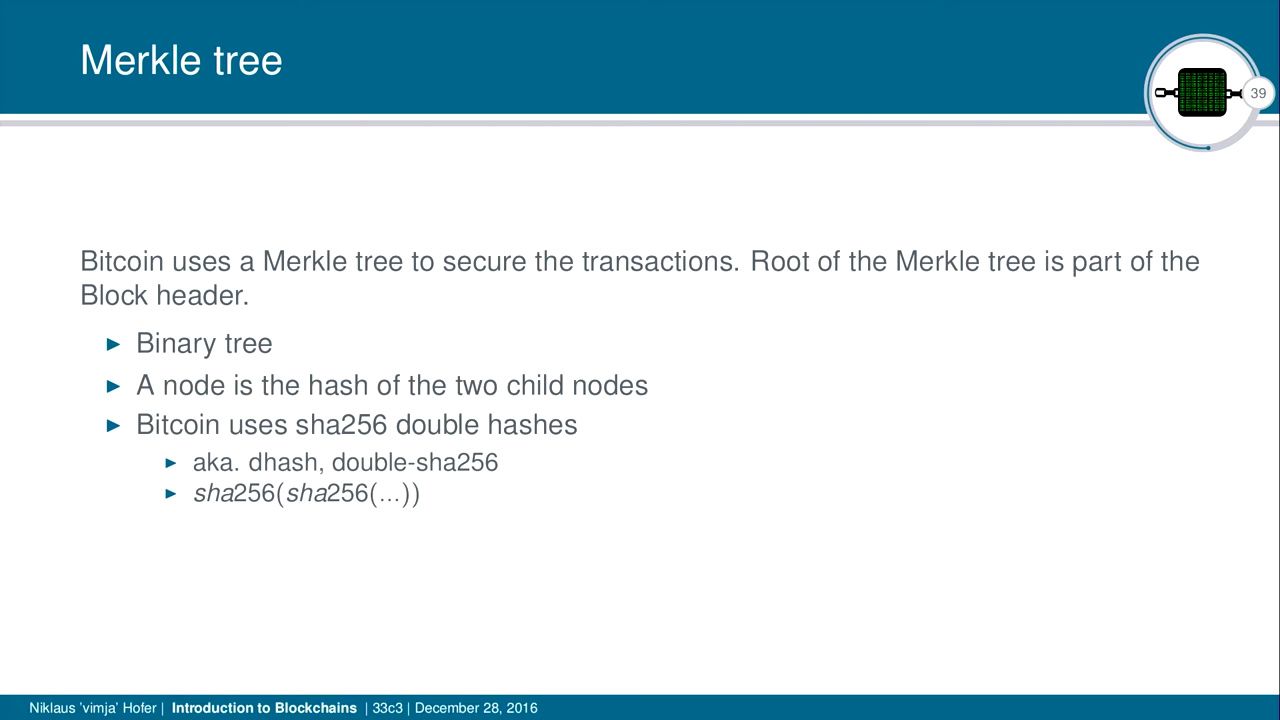 Merkle tree
39
Bitcoin uses a Merkle tree to secure the transactions. Root of the Merkle tree is part of the
Block header.
► Binary tree
► A node is the hash of the two child nodes
► Bitcoin uses sha256 double hashes
► aka. dhash, double-sha256
► sha256(sha256(...))
Niklaus 'vimja' Hofer | Introduction to Blockchains | 33c3 | December 28, 2016